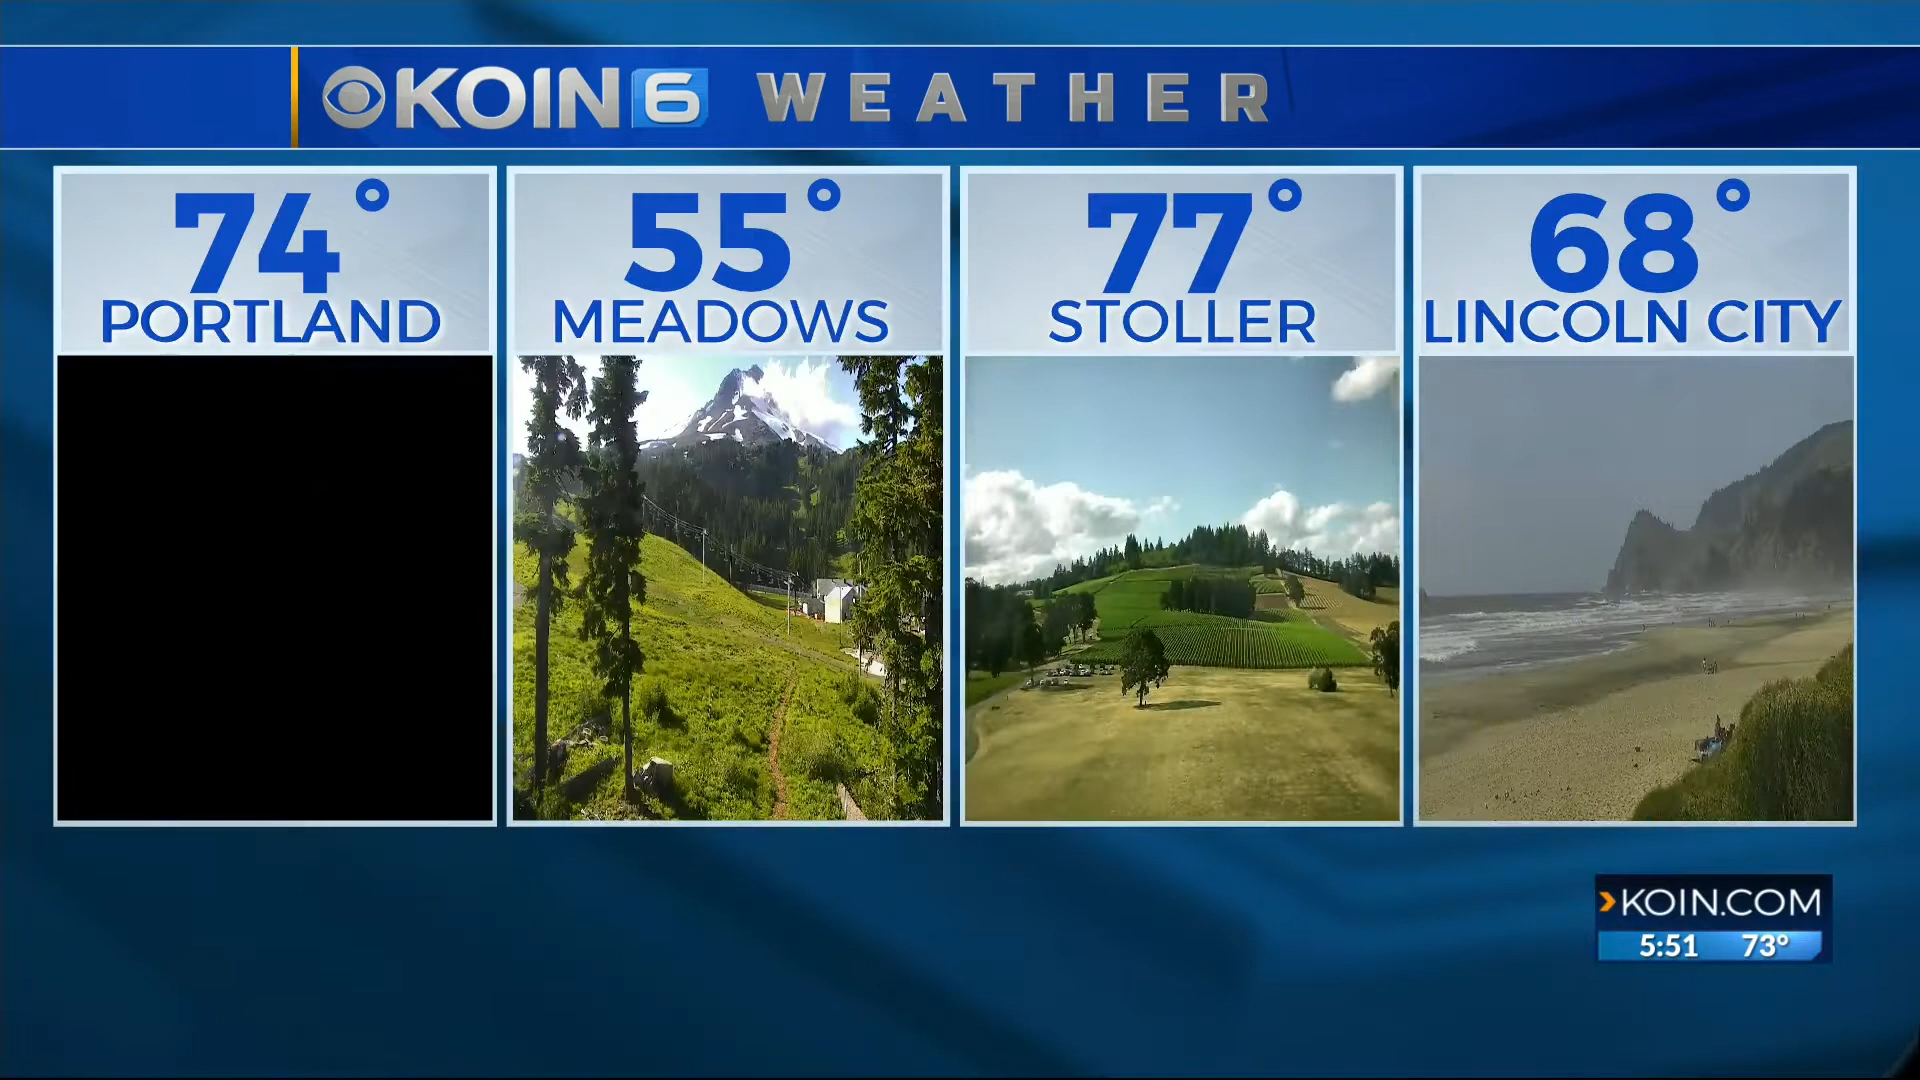 KOIN 6 WEATHER
74°
PORTLAND
55°
MEADOWS
77°
STOLLER
68°
LINCOLN CITY
KOIN.COM
5:51 73°